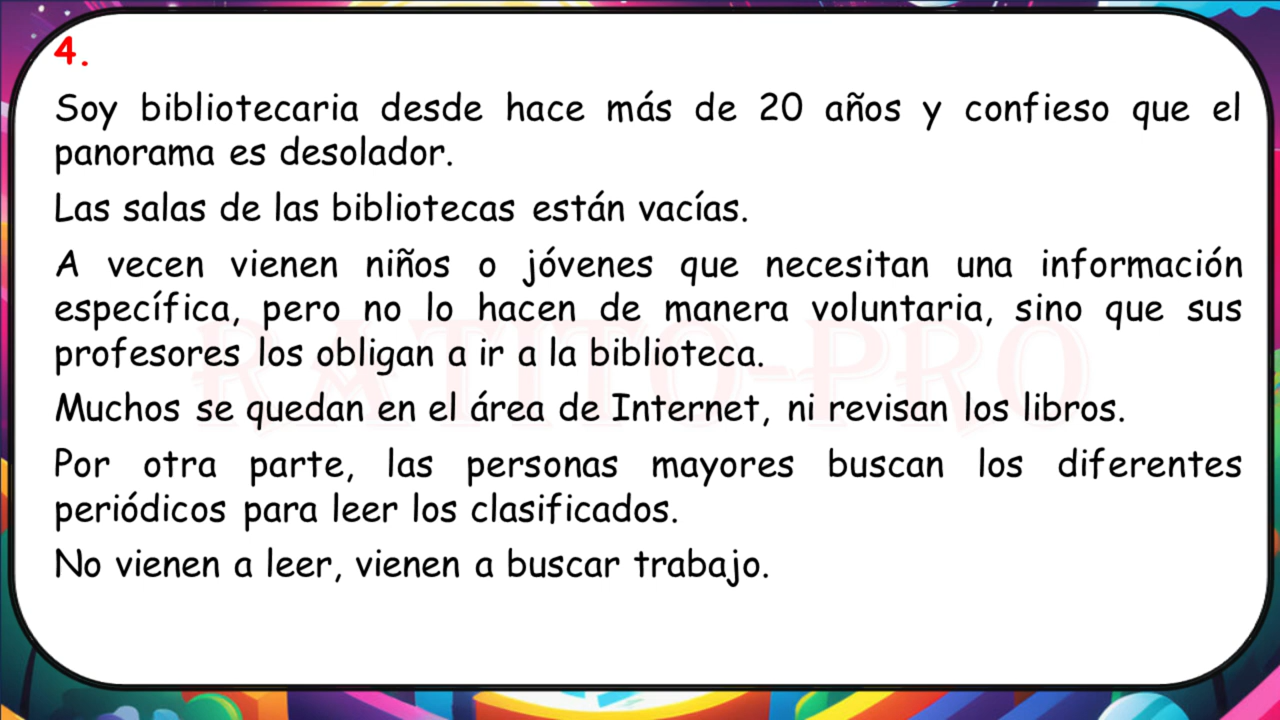 4.
Soy bibliotecaria desde hace más de 20 años y confieso que el
panorama es desolador.
Las salas de las bibliotecas están vacías.
A vecen vienen niños o jóvenes que necesitan una información
específica, pero no lo hacen de manera voluntaria, sino que sus
profesores los obligan a ir a la biblioteca.
RATITO-PRO
Muchos se quedan en el área de Internet, ni revisan los libros.
Por otra parte, las personas mayores buscan los diferentes
periódicos para leer los clasificados.
No vienen a leer, vienen a buscar trabajo.